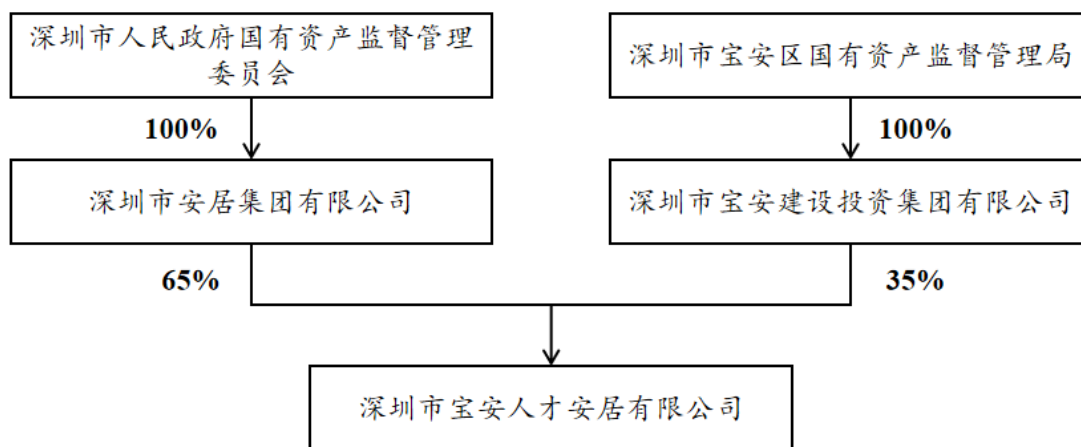 深圳市人民政府国有资产监督管理
委员会
深圳市宝安区国有资产监督管理局
100%
100%
深圳市安居集团有限公司
深圳市宝安建设投资集团有限公司
65%
35%
深圳市宝安人才安居有限公司